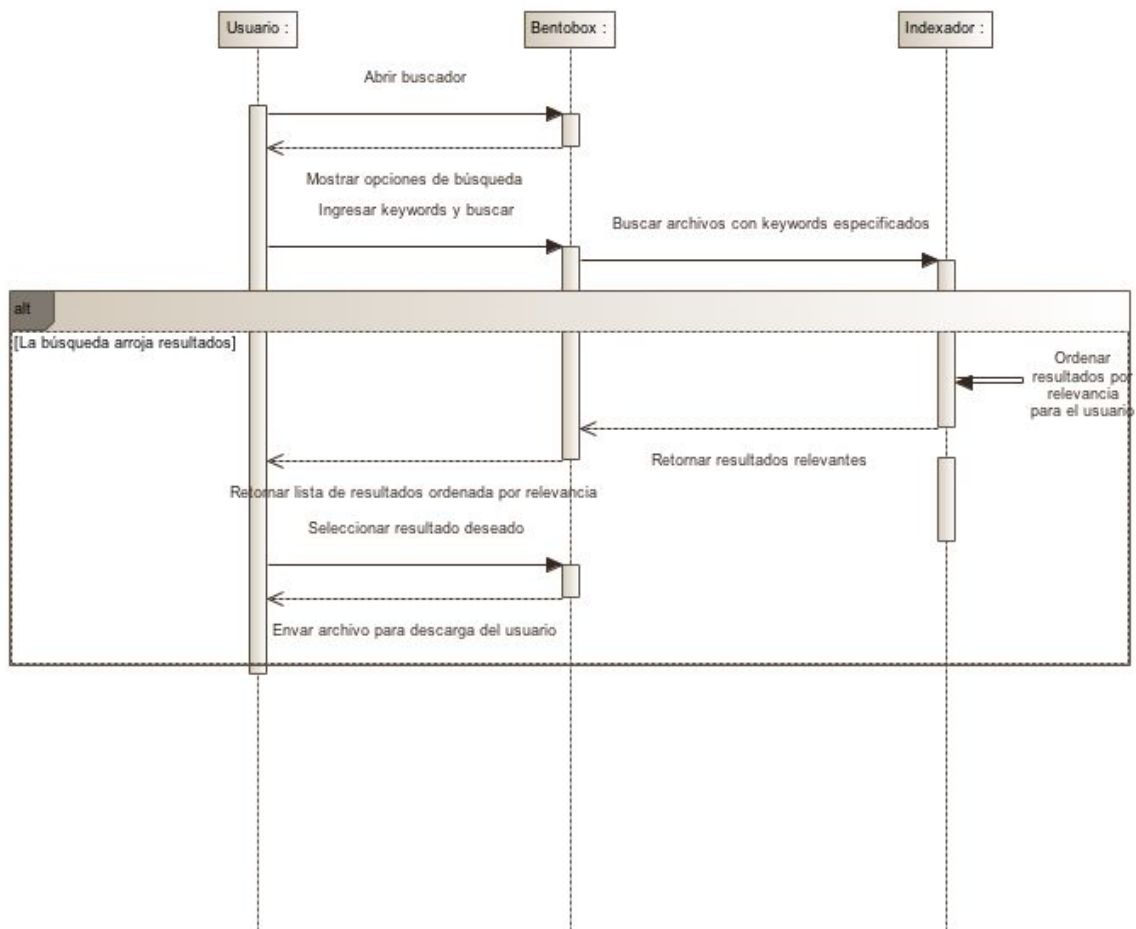 Usuario :
Bentobox :
Indexador :
Abrir buscador
Mostrar opciones de búsqueda
Ingresar keywords y buscar
Buscar archivos con keywords especificados
alt
[La búsqueda arroja resultados]
Ordenar
resultados por
relevancia
para el usuario
Retornar resultados relevantes
Retornar lista de resultados ordenada por relevancia
Seleccionar resultado deseado
Envar archivo para descarga del usuario